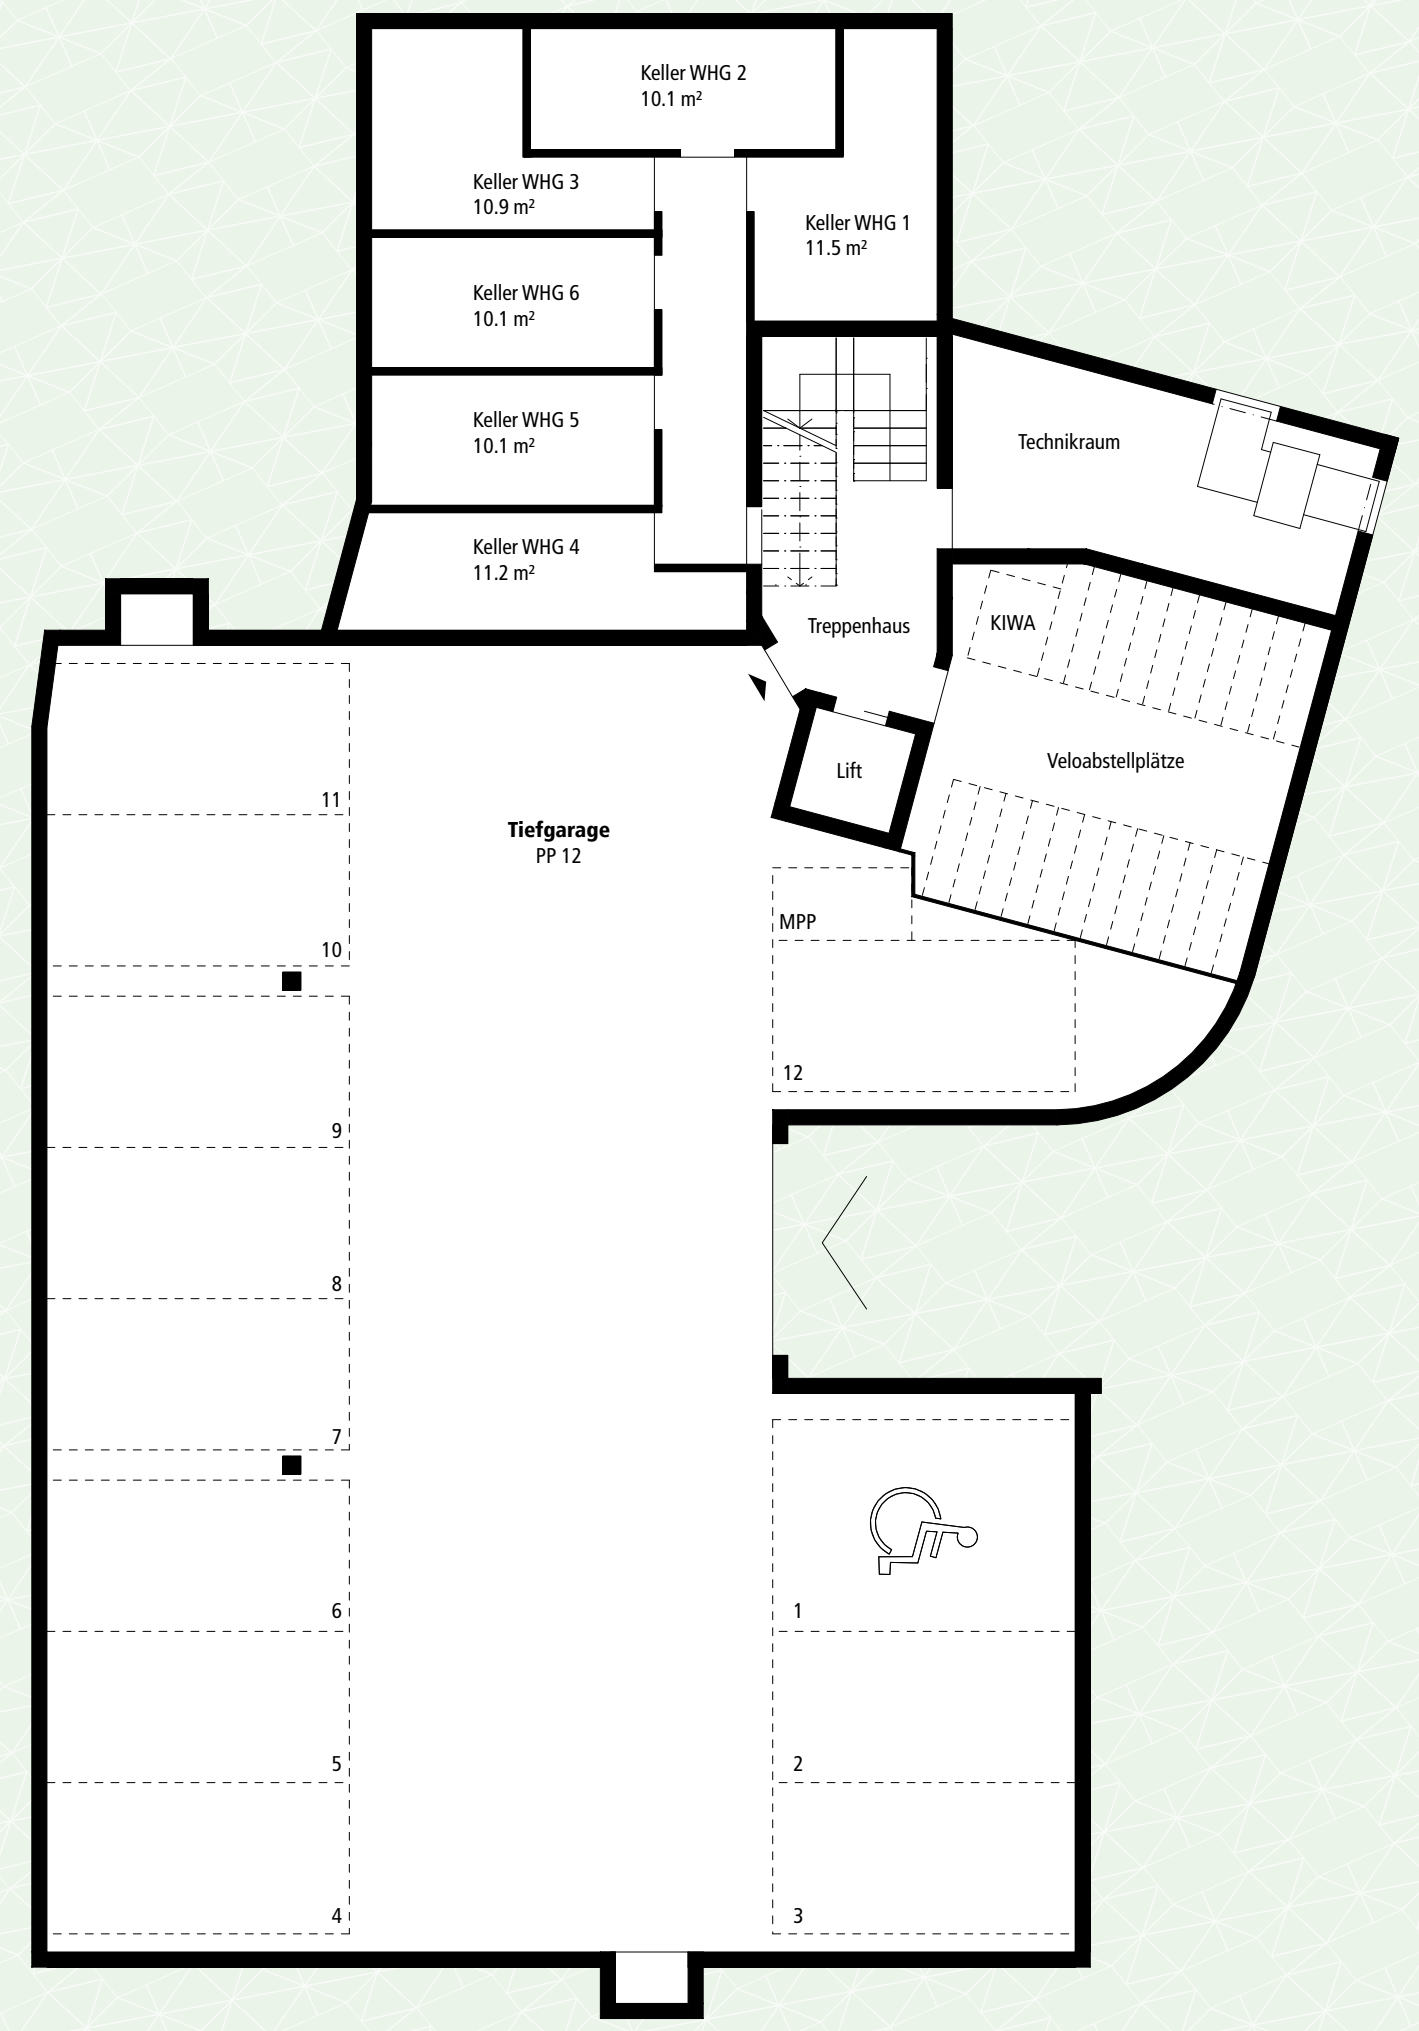 Keller WHG 2
10.1 m²
Keller WHG 3
10.9 m²
Keller WHG 1
11.5 m²
Keller WHG 6
10.1 m²
Keller WHG 5
10.1 m²
Technikraum
Keller WHG 4
11.2 m²
Treppenhaus
KIWA
Veloabstellplätze
Lift
11
Tiefgarage
PP 12
10
MPP
12
9
8
7
6
1
5
2
4
3